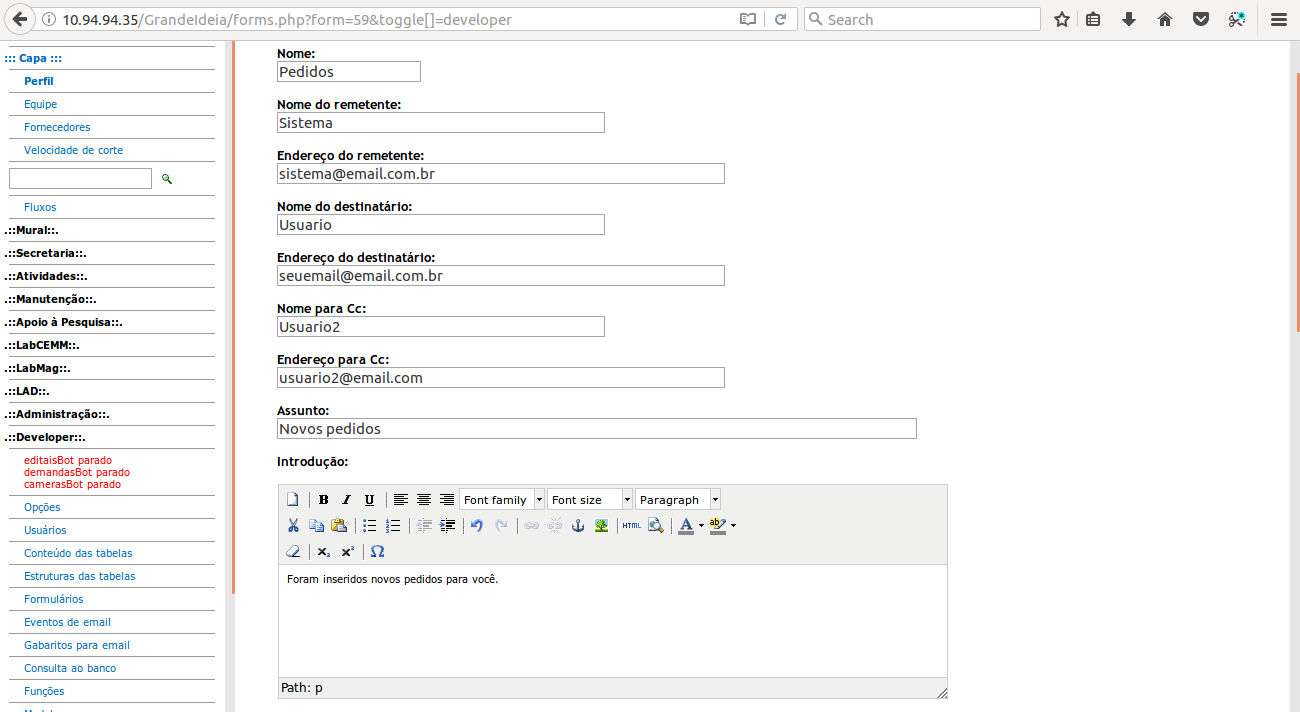 10.94.94.35/GrandeIdeia/forms.php?form=59&toggle[]=developer
Search
::: Capa :::
Perfil
Equipe
Fornecedores
Velocidade de corte
Fluxos
.::Mural::.
.::Secretaria::.
.::Atividades::.
.::Manutenção::.
.::Apoio à Pesquisa::.
.::LabCEMM::.
.::LabMag::.
.::LAD::.
.::Administração::.
.::Developer::.
editaisBot parado
demandasBot parado
camerasBot parado
Opções
Usuários
Conteúdo das tabelas
Estruturas das tabelas
Formulários
Eventos de email
Gabaritos para email
Consulta ao banco
Funções
Nome:
Pedidos
Nome do remetente:
Sistema
Endereço do remetente:
sistema@email.com.br
Nome do destinatário:
Usuario
Endereço do destinatário:
seuemail@email.com.br
Nome para Cc:
Usuario2
Endereço para Cc:
usuario2@email.com
Assunto:
Novos pedidos
Introdução:
B I U Font family Font size Paragraph
HTML A ab
x₂ x² Ω
Foram inseridos novos pedidos para você.
Path: p